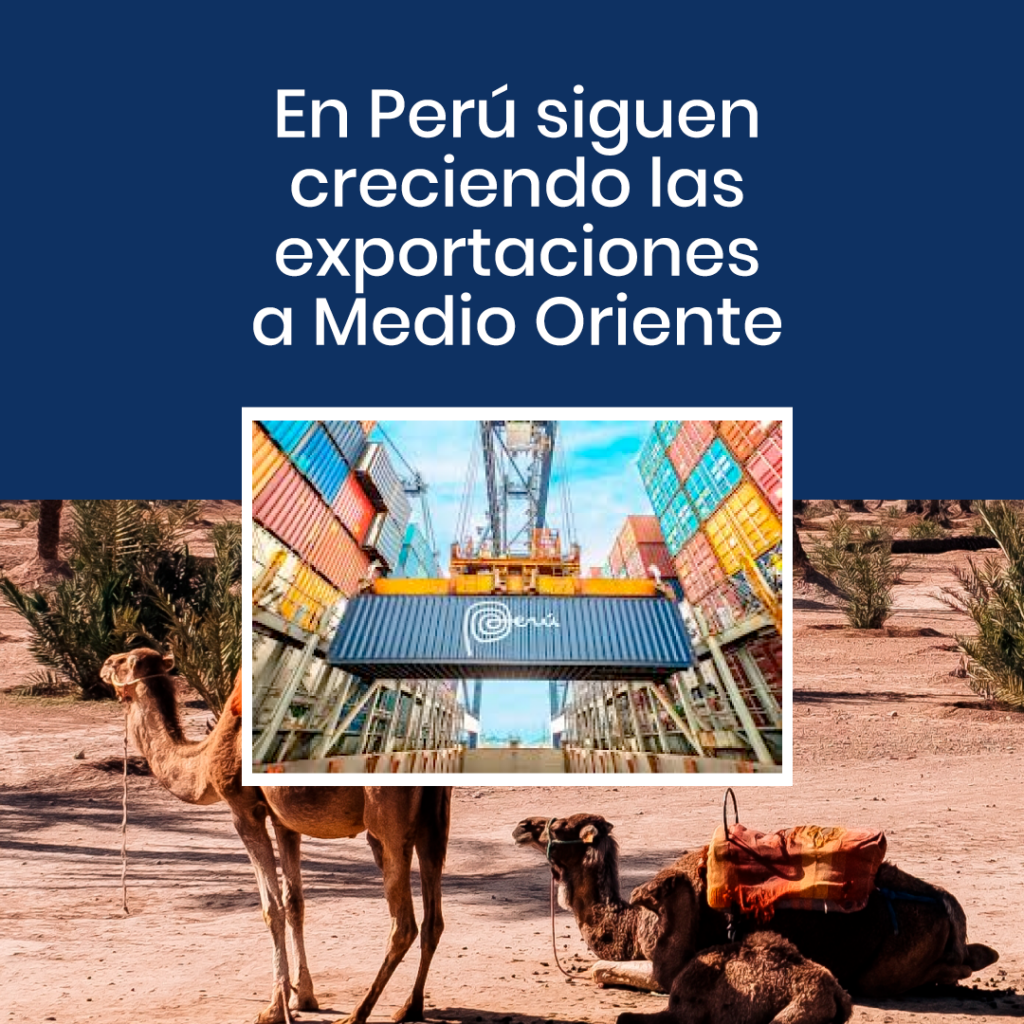 En Perú siguen
creciendo las
exportaciones
a Medio Oriente
Perú